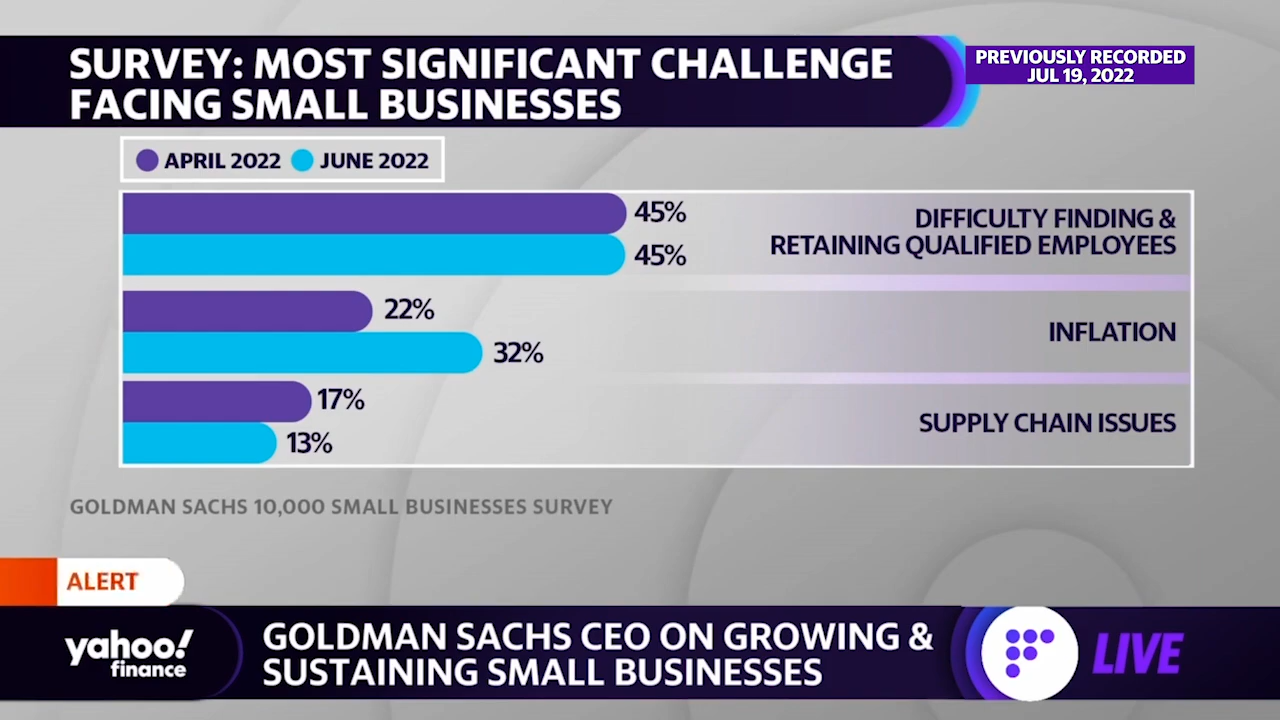 SURVEY: MOST SIGNIFICANT CHALLENGE
FACING SMALL BUSINESSES
PREVIOUSLY RECORDED
JUL 19, 2022
APRIL 2022 JUNE 2022
45%
45%
DIFFICULTY FINDING &
RETAINING QUALIFIED EMPLOYEES
22%
32%
INFLATION
17%
13%
SUPPLY CHAIN ISSUES
GOLDMAN SACHS 10,000 SMALL BUSINESSES SURVEY
ALERT
yahoo!
finance
GOLDMAN SACHS CEO ON GROWING &
SUSTAINING SMALL BUSINESSES
LIVE